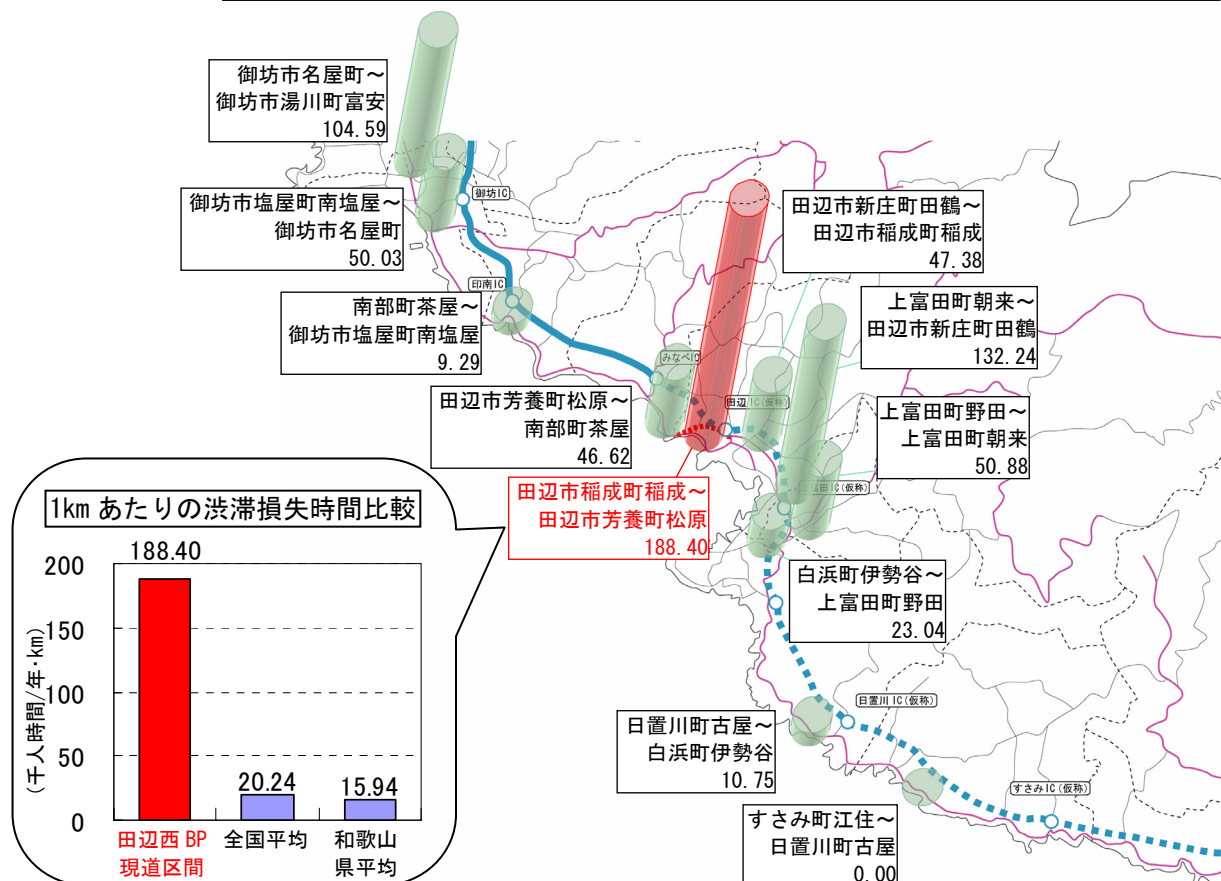 御坊市名屋町～
御坊市湯川町富安
104.59
御坊市塩屋町南塩屋～
御坊市名屋町
50.03
南部町茶屋～
御坊市塩屋町南塩屋
9.29
田辺市芳養町松原～
南部町茶屋
46.62
田辺市稲成町稲成～
田辺市芳養町松原
188.40
田辺市新庄町田鶴～
田辺市稲成町稲成
47.38
上富田町朝来～
田辺市新庄町田鶴
132.24
上富田町野田～
上富田町朝来
50.88
白浜町伊勢谷～
上富田町野田
23.04
日置川町古屋～
白浜町伊勢谷
10.75
すさみ町江住～
日置川町古屋
0.00
御坊IC
印南IC
みなべIC
田辺IC(仮称)
富田IC(仮称)
日置川IC(仮称)
すさみIC(仮称)
1km あたりの渋滞損失時間比較
(千人時間/年・km)
200
150
100
50
0
188.40
20.24
15.94
田辺西BP
現道区間
全国平均
和歌山
県平均